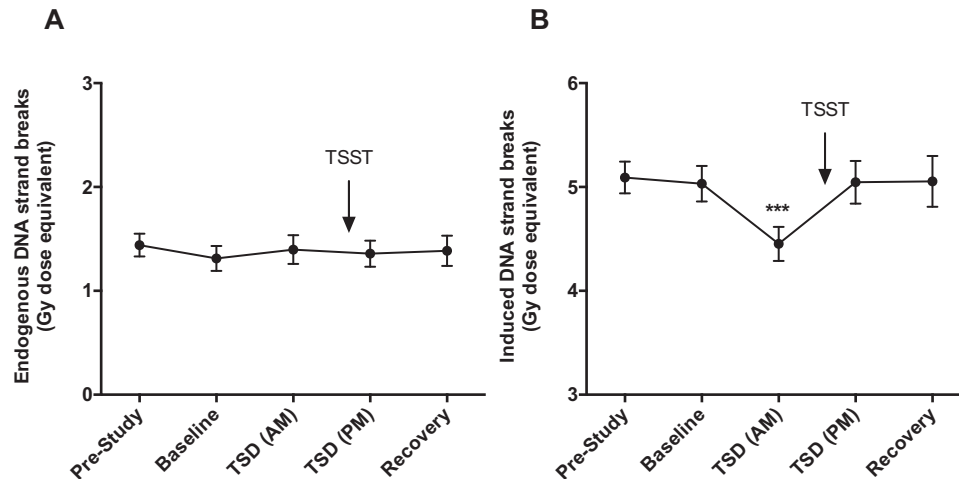 A
Endogenous DNA strand breaks
(Gy dose equivalent)
3
2
1
0
TSST
Pre-Study
Baseline
TSD (AM)
TSD (PM)
Recovery
B
Induced DNA strand breaks
(Gy dose equivalent)
6
5
4
3
TSST
***
Pre-Study
Baseline
TSD (AM)
TSD (PM)
Recovery